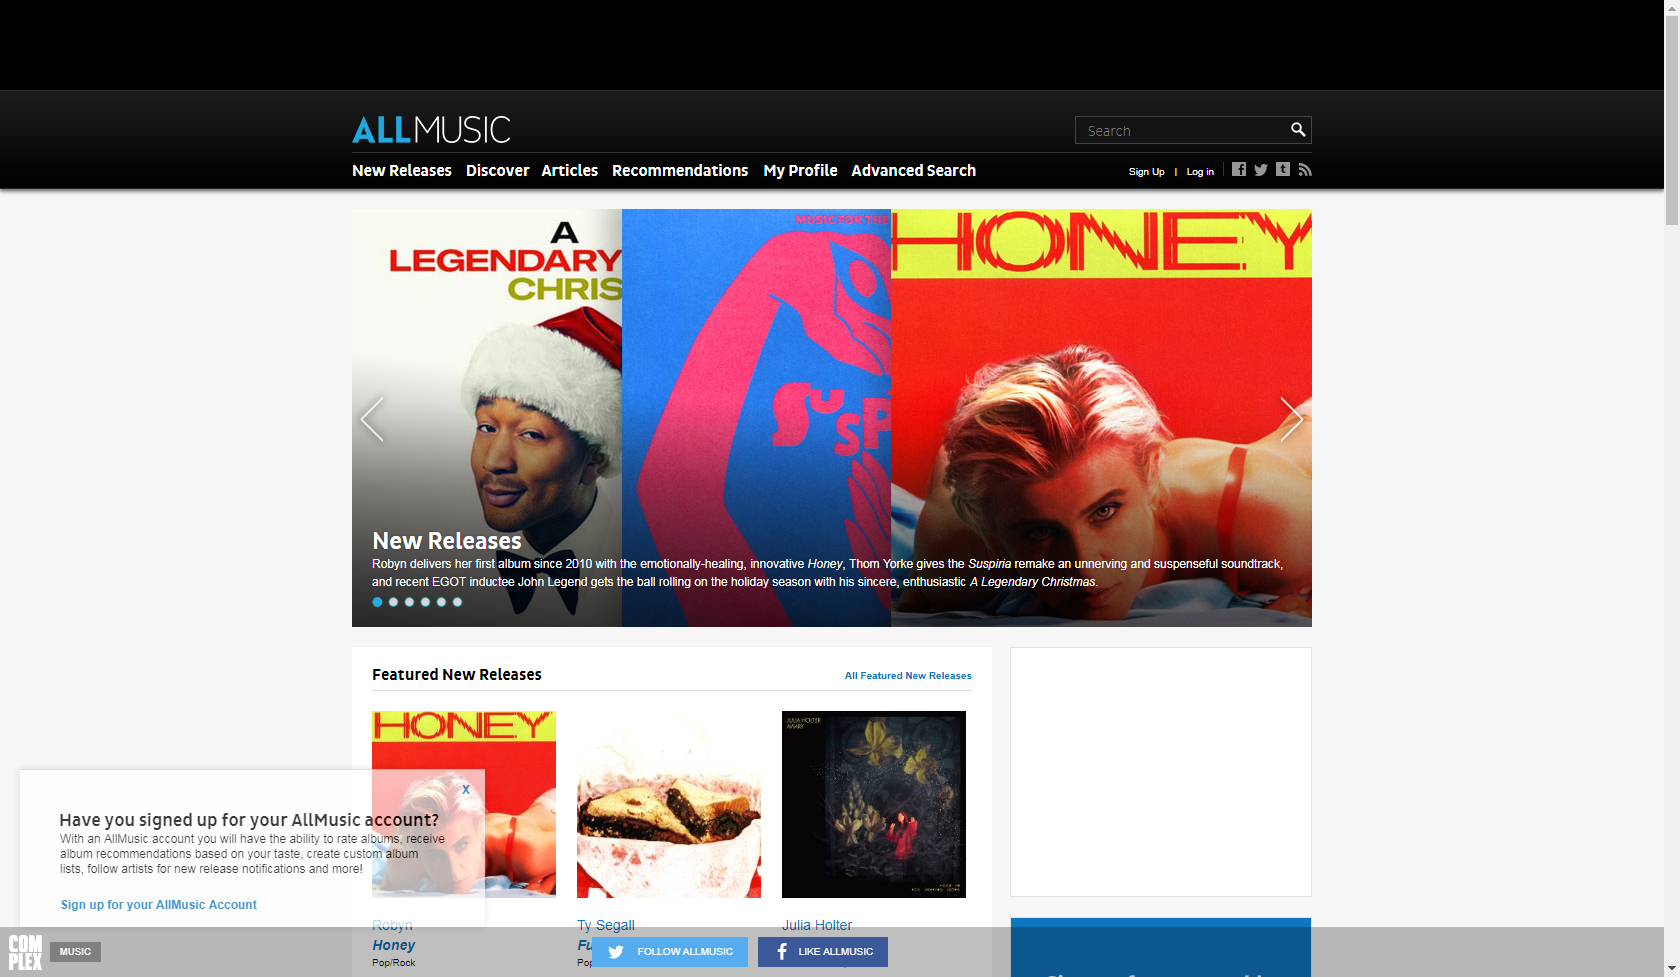 ALLMUSIC
Search
New Releases Discover Articles Recommendations My Profile Advanced Search
Sign Up | Log in
A
LEGENDARY
CHRIS
MUSIC FOR THE
SUSP
HONEY
New Releases
Robyn delivers her first album since 2010 with the emotionally-healing, innovative Honey, Thom Yorke gives the Suspiria remake an unnerving and suspenseful soundtrack,
and recent EGOT inductee John Legend gets the ball rolling on the holiday season with his sincere, enthusiastic A Legendary Christmas.
Featured New Releases
All Featured New Releases
HONEY
JULIA HOLTER
AVIARY
X
Have you signed up for your AllMusic account?
With an AllMusic account you will have the ability to rate albums, receive
album recommendations based on your taste, create custom album
lists, follow artists for new release notifications and more!
Sign up for your AllMusic Account
Robyn
Honey
Pop/Rock
Ty Segall
Julia Holter
COMPLEX
MUSIC
FOLLOW ALLMUSIC
LIKE ALLMUSIC